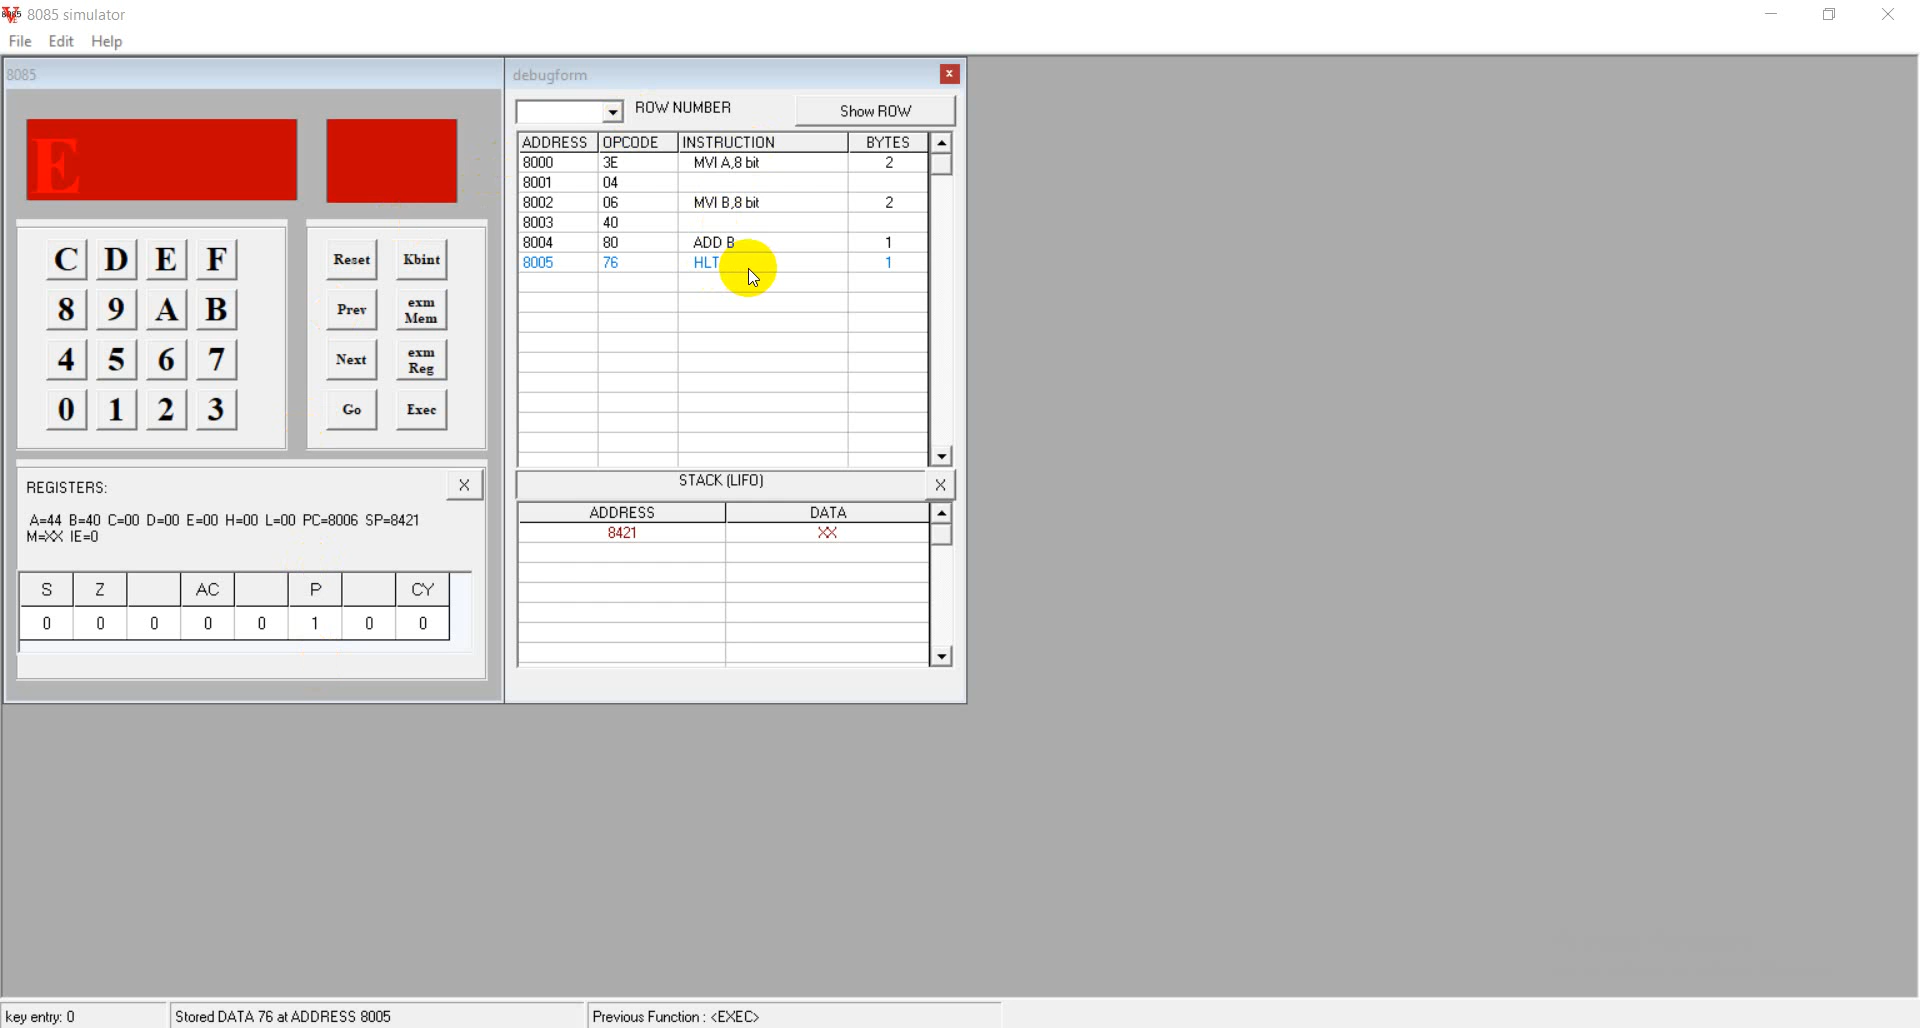 8085 simulator
File Edit Help
8085
E
C D E F
8 9 A B
4 5 6 7
0 1 2 3
Reset Kbint
Prev exm Mem
Next exm Reg
Go Exec
REGISTERS:
X
A=44 B=40 C=00 D=00 E=00 H=00 L=00 PC=8006 SP=8421
M=XX IE=0
S Z AC P CY
0 0 0 0 0 1 0 0
debugform
x
ROW NUMBER Show ROW
ADDRESS OPCODE INSTRUCTION BYTES
8000 3E MVI A,8 bit 2
8001 04
8002 06 MVI B,8 bit 2
8003 40
8004 80 ADD B 1
8005 76 HLT 1
STACK (LIFO) X
ADDRESS DATA
8421 XX
key entry: 0 Stored DATA 76 at ADDRESS 8005 Previous Function : <EXEC>